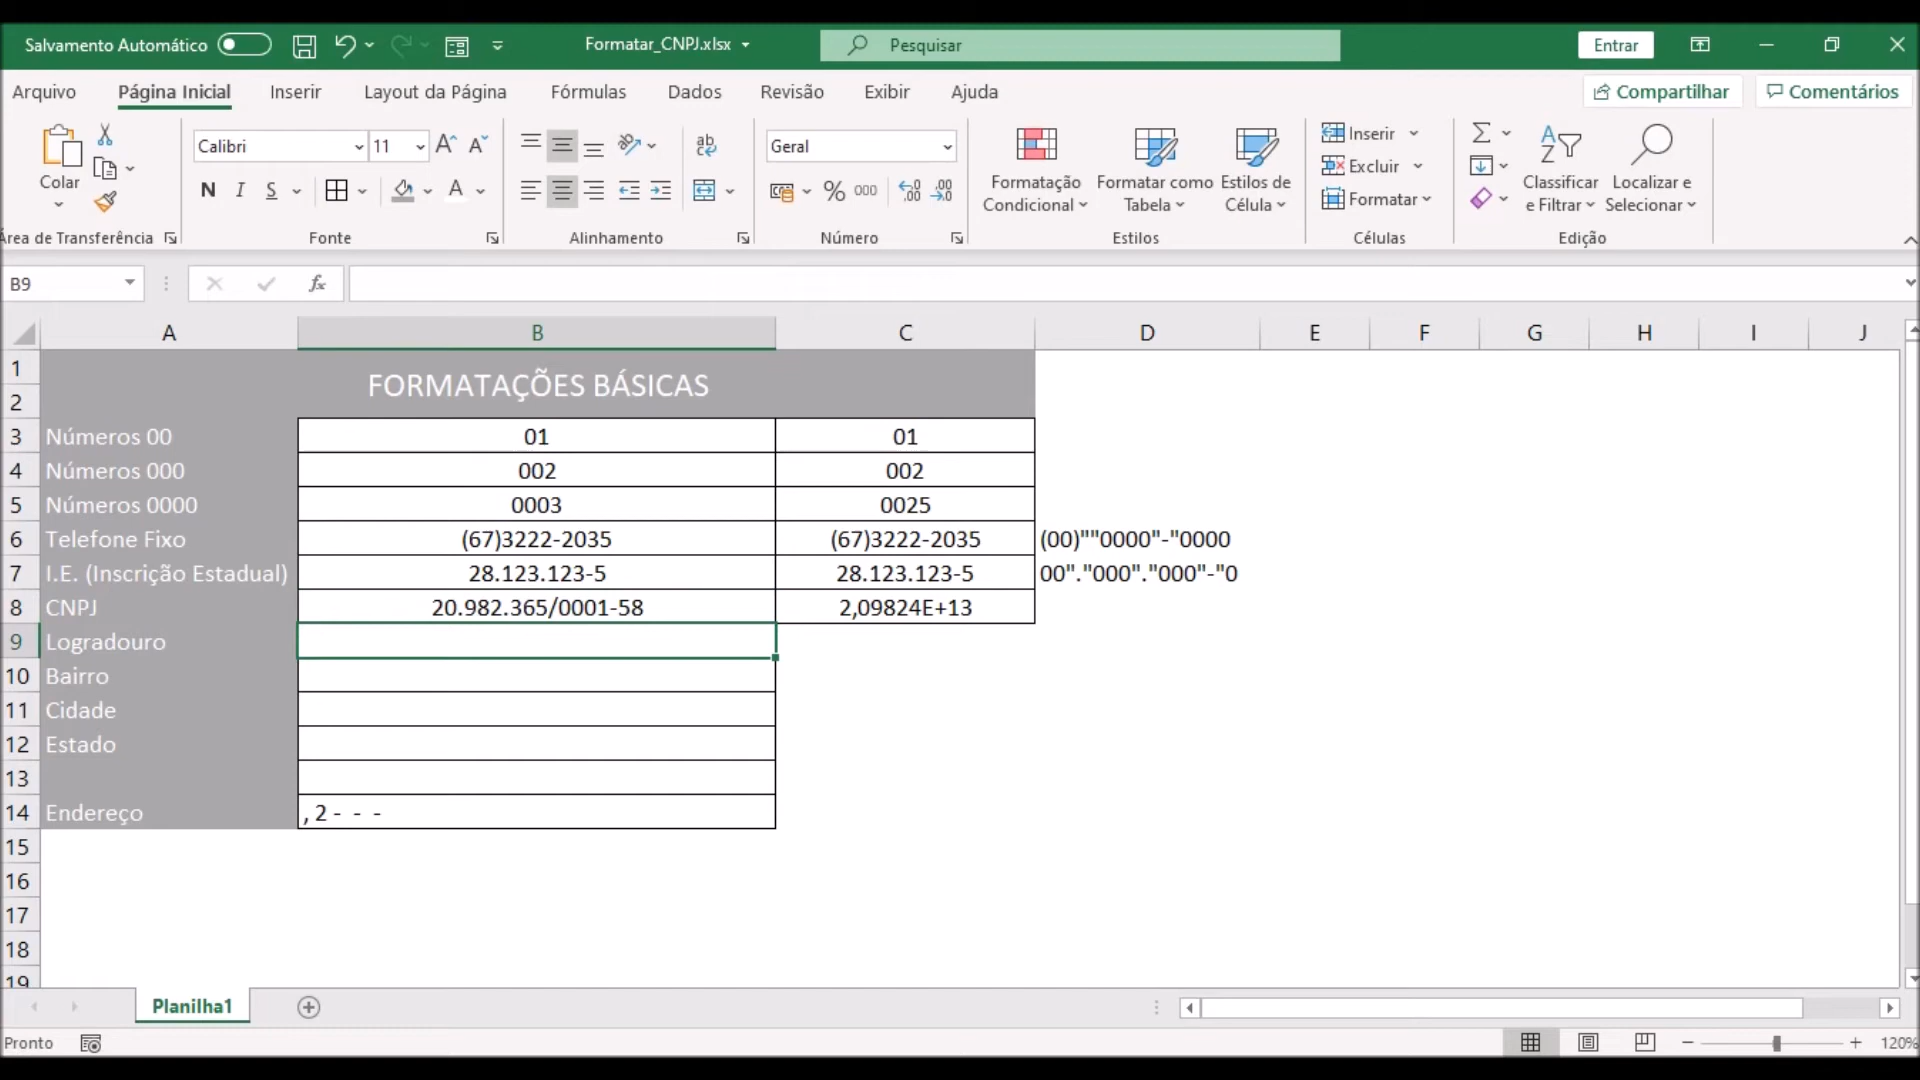 Salvamento Automático
Formatar_CNPJ.xlsx
Pesquisar
Entrar
Arquivo Página Inicial Inserir Layout da Página Fórmulas Dados Revisão Exibir Ajuda
Compartilhar Comentários
Colar
Área de Transferência
Calibri 11
N I S A
Fonte
ab
Alinhamento
Geral
% 000
Número
Formatação Condicional
Formatar como Tabela
Estilos de Célula
Estilos
Inserir
Excluir
Formatar
Células
Classificar e Filtrar
Localizar e Selecionar
Edição
B9
fx
A B C D E F G H I J
1
FORMATAÇÕES BÁSICAS
2
3 Números 00 01 01
4 Números 000 002 002
5 Números 0000 0003 0025
6 Telefone Fixo (67)3222-2035 (67)3222-2035 (00)""0000"-"0000
7 I.E. (Inscrição Estadual) 28.123.123-5 28.123.123-5 00"."000"."000"-"0
8 CNPJ 20.982.365/0001-58 2,09824E+13
9 Logradouro
10 Bairro
11 Cidade
12 Estado
13
14 Endereço , 2 - - -
15
16
17
18
19
Planilha1
Pronto
120%